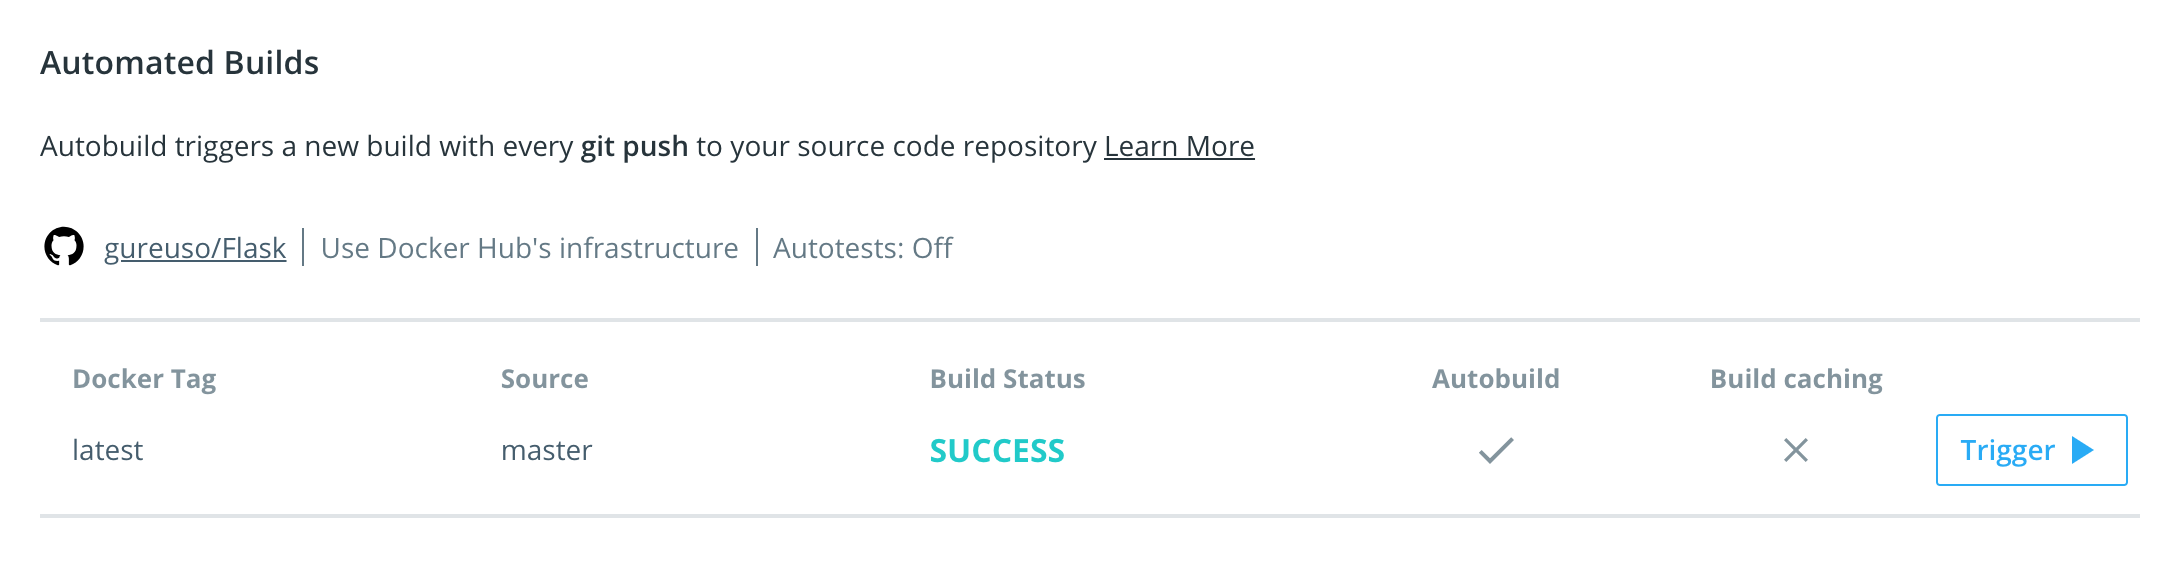 Automated Builds
Autobuild triggers a new build with every git push to your source code repository Learn More
gureuso/Flask | Use Docker Hub's infrastructure | Autotests: Off
Docker Tag Source Build Status Autobuild Build caching
latest master SUCCESS Trigger